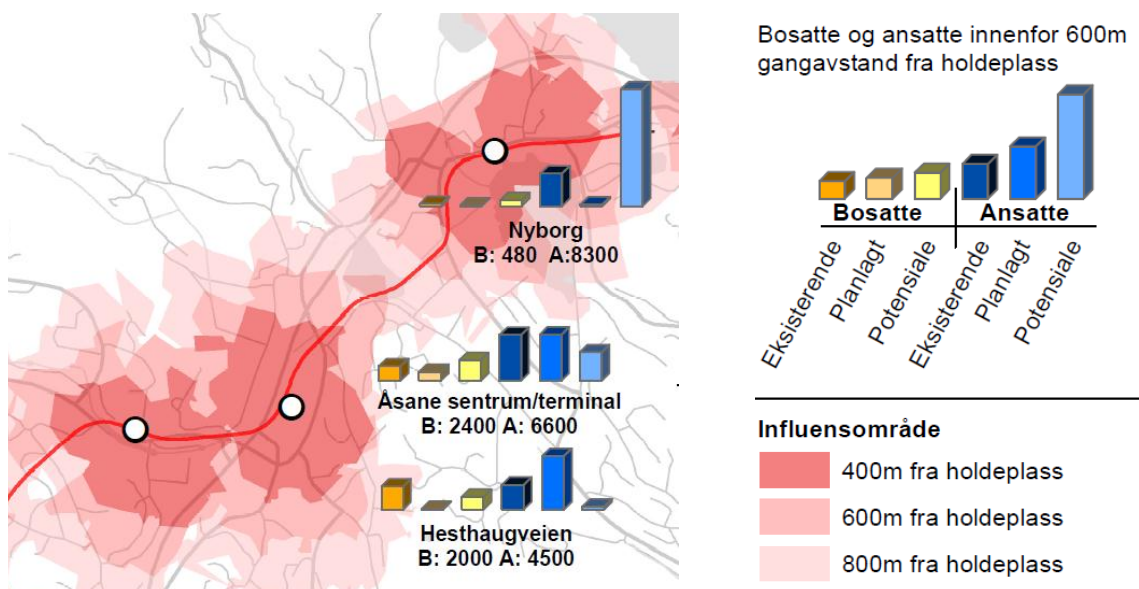 Nyborg
B: 480 A:8300
Åsane sentrum/terminal
B: 2400 A: 6600
Hesthaugveien
B: 2000 A: 4500
Bosatte og ansatte innenfor 600m
gangavstand fra holdeplass
Bosatte Ansatte
Eksisterende
Planlagt
Potensiale
Eksisterende
Planlagt
Potensiale
Influensområde
400m fra holdeplass
600m fra holdeplass
800m fra holdeplass